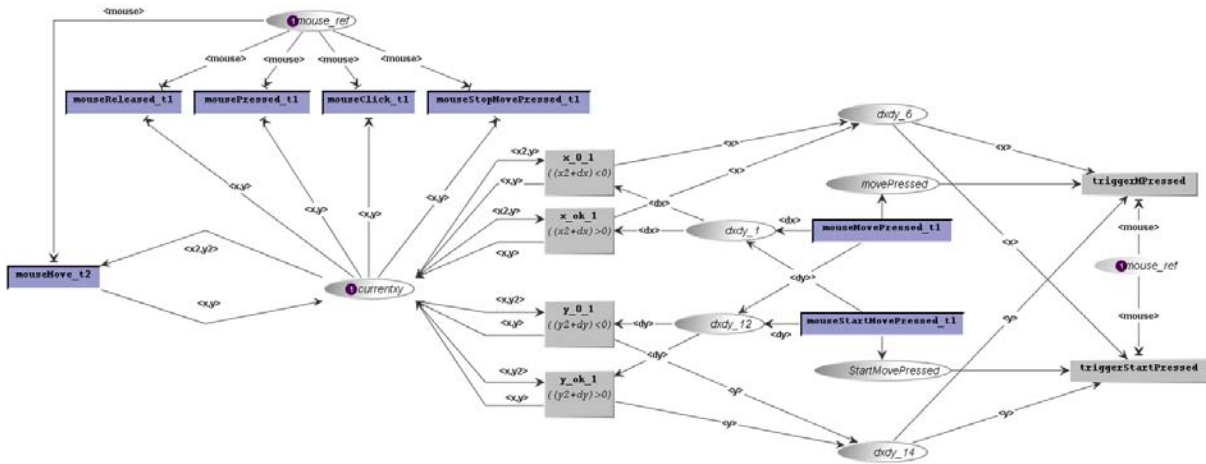 <mouse>
1 mouse_ref
<mouse> <mouse> <mouse> <mouse>
mouseReleased_t1 mousePressed_t1 mouseClick_t1 mouseStopMovePressed_t1
<x,y> <x,y> <x,y> <x,y>
dxdy_6
<x> <x>
<x2,y> x_0_1
<x,y> ((x2+dx)<0)
<x>
movePressed
triggerMPressed
<dx>
<x2,y> x_ok_1
<x,y> ((x2+dx)>0)
<dx> dxdy_1 <dx> mouseMovePressed_t1
<mouse>
<x>
<x2,y2>
mouseMove_t2
<x,y>
1 currentxy
<dy>
1 mouse_ref
<x,y2> y_0_1
<x,y> ((y2+dy)<0)
<dy> dxdy_12 <dy> mouseStartMovePressed_t1
<y>
<mouse>
<dy>
<x,y2> y_ok_1
<x,y> ((y2+dy)>0)
StartMovePressed
triggerStartPressed
<y>
<y> <y>
dxdy_14